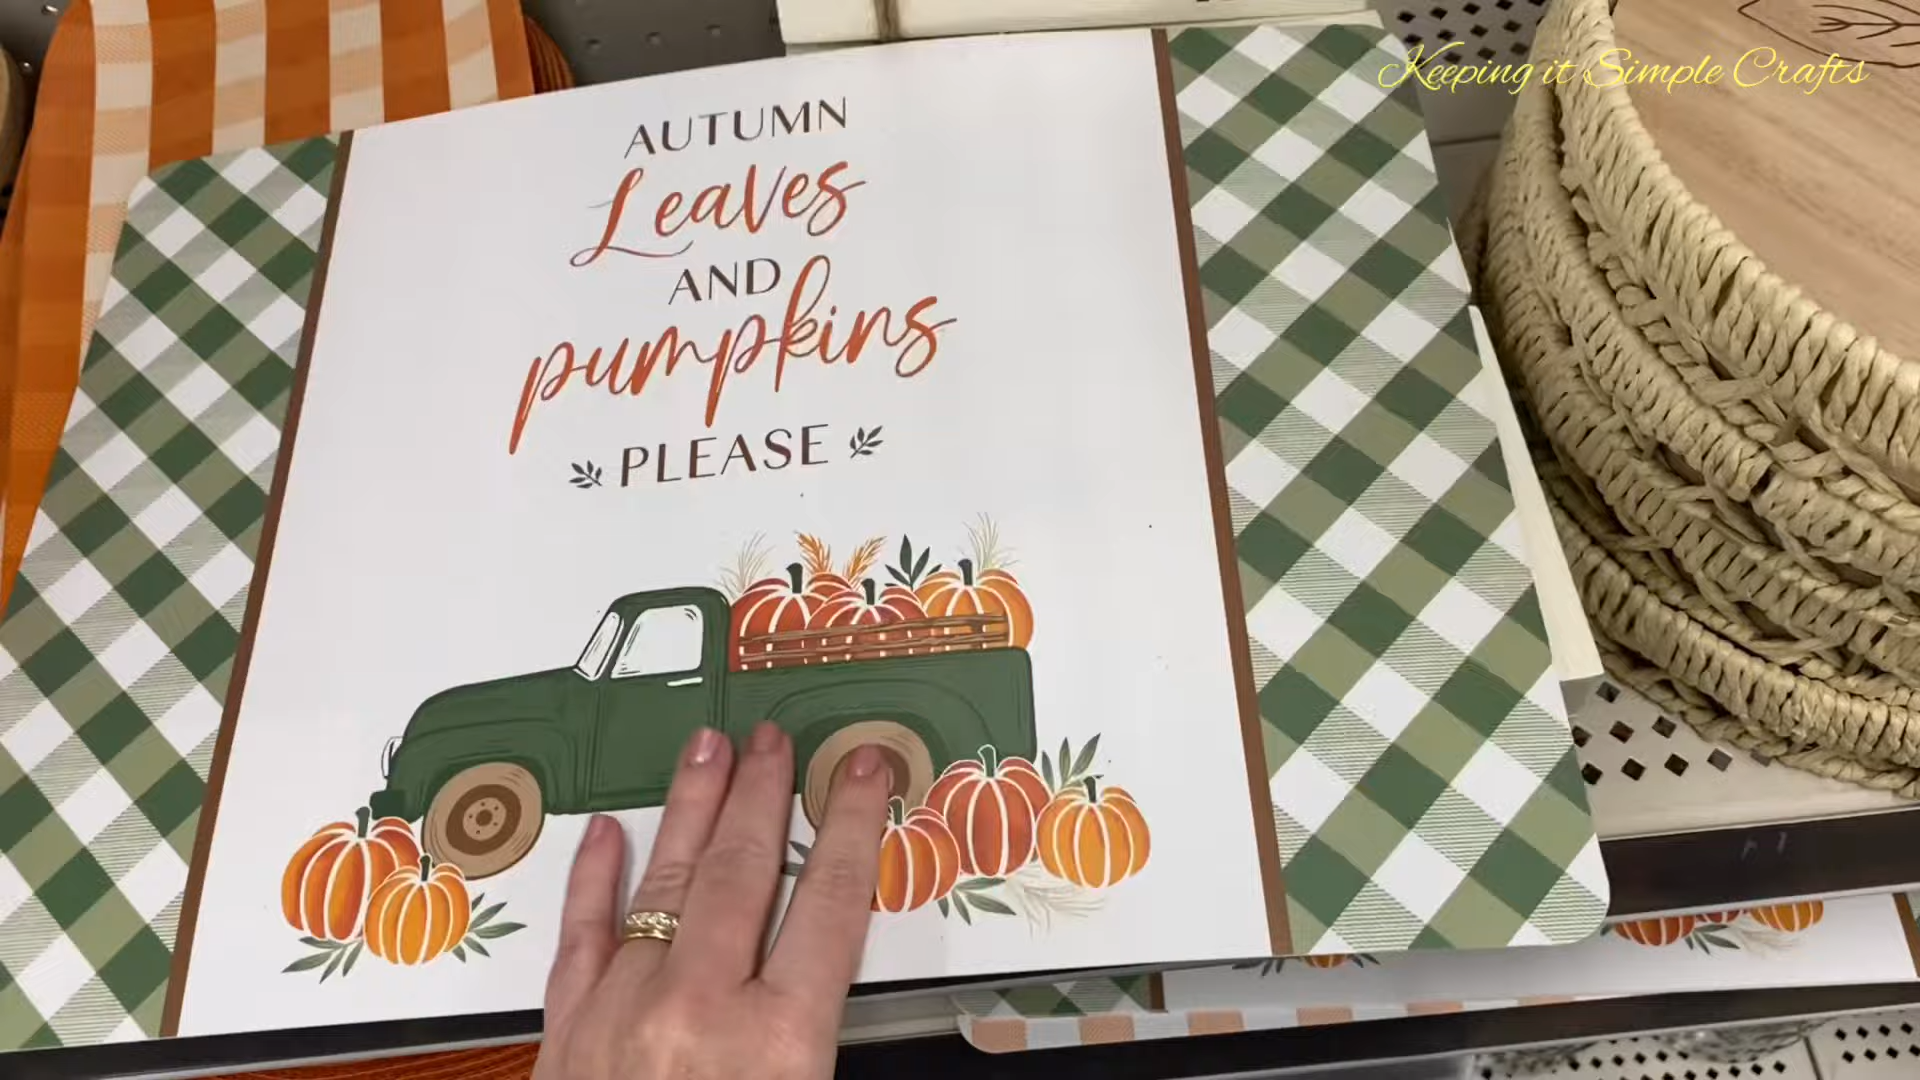 Keeping it Simple Crafts
AUTUMN
Leaves
AND
pumpkins
PLEASE